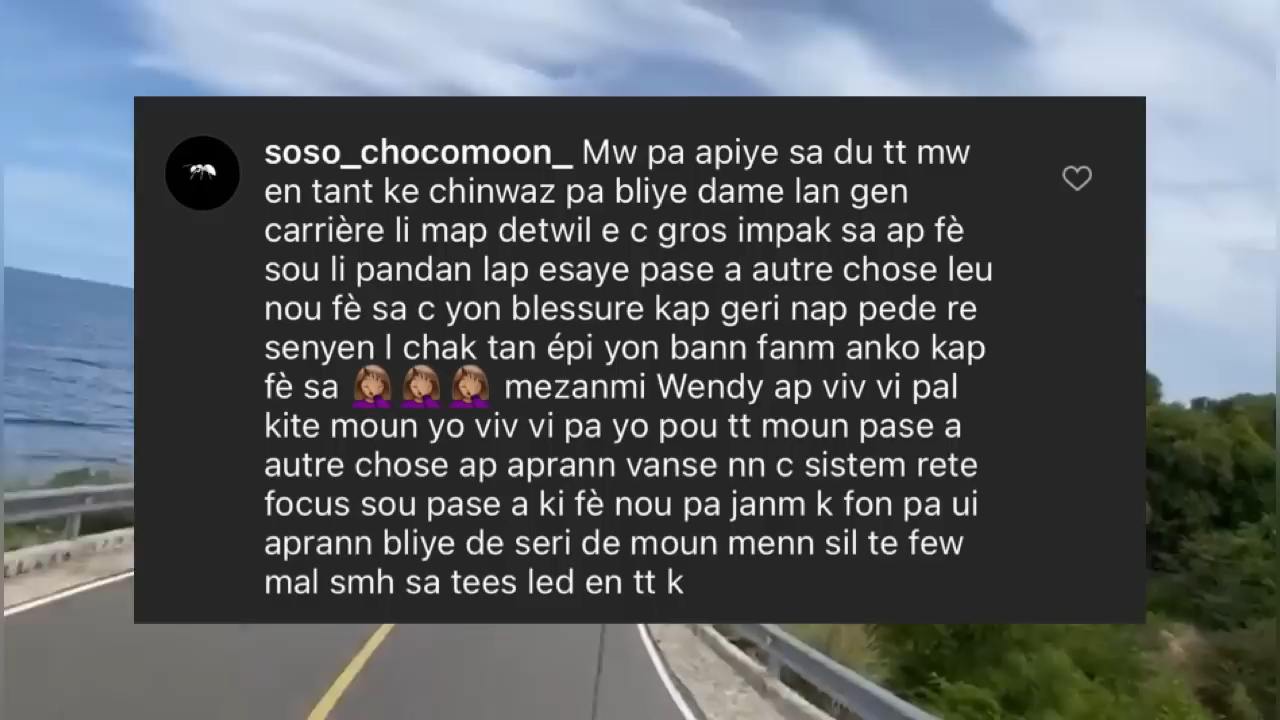 soso_chocomoon_ Mw pa apiye sa du tt mw
en tant ke chinwaz pa bliye dame lan gen
carrière li map detwil e c gros impak sa ap fè
sou li pandan lap esaye pase a autre chose leu
nou fè sa c yon blessure kap geri nap pede re
senyen l chak tan épi yon bann fanm anko kap
fè sa 🤦🏽‍♀️🤦🏽‍♀️🤦🏽‍♀️ mezanmi Wendy ap viv vi pal
kite moun yo viv vi pa yo pou tt moun pase a
autre chose ap aprann vanse nn c sistem rete
focus sou pase a ki fè nou pa janm k fon pa ui
aprann bliye de seri de moun menn sil te few
mal smh sa tees led en tt k